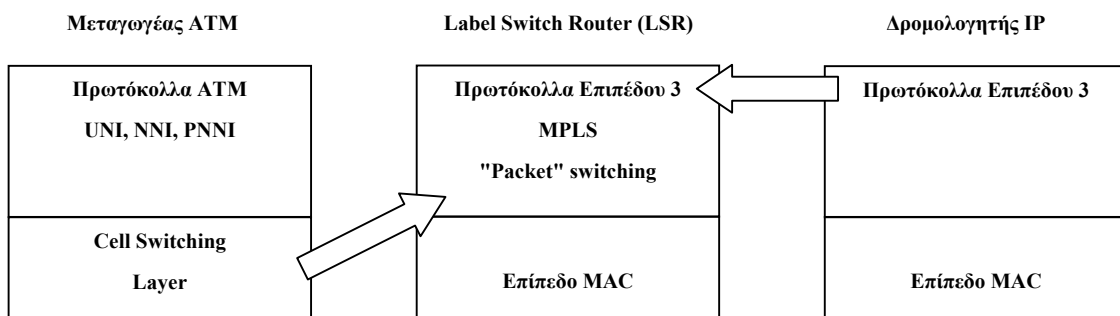 Μεταγωγέας ATM
Label Switch Router (LSR)
Δρομολογητής IP
Πρωτόκολλα ATM
UNI, NNI, PNNI
Cell Switching
Layer
Πρωτόκολλα Επιπέδου 3
MPLS
"Packet" switching
Επίπεδο MAC
Πρωτόκολλα Επιπέδου 3
Επίπεδο MAC